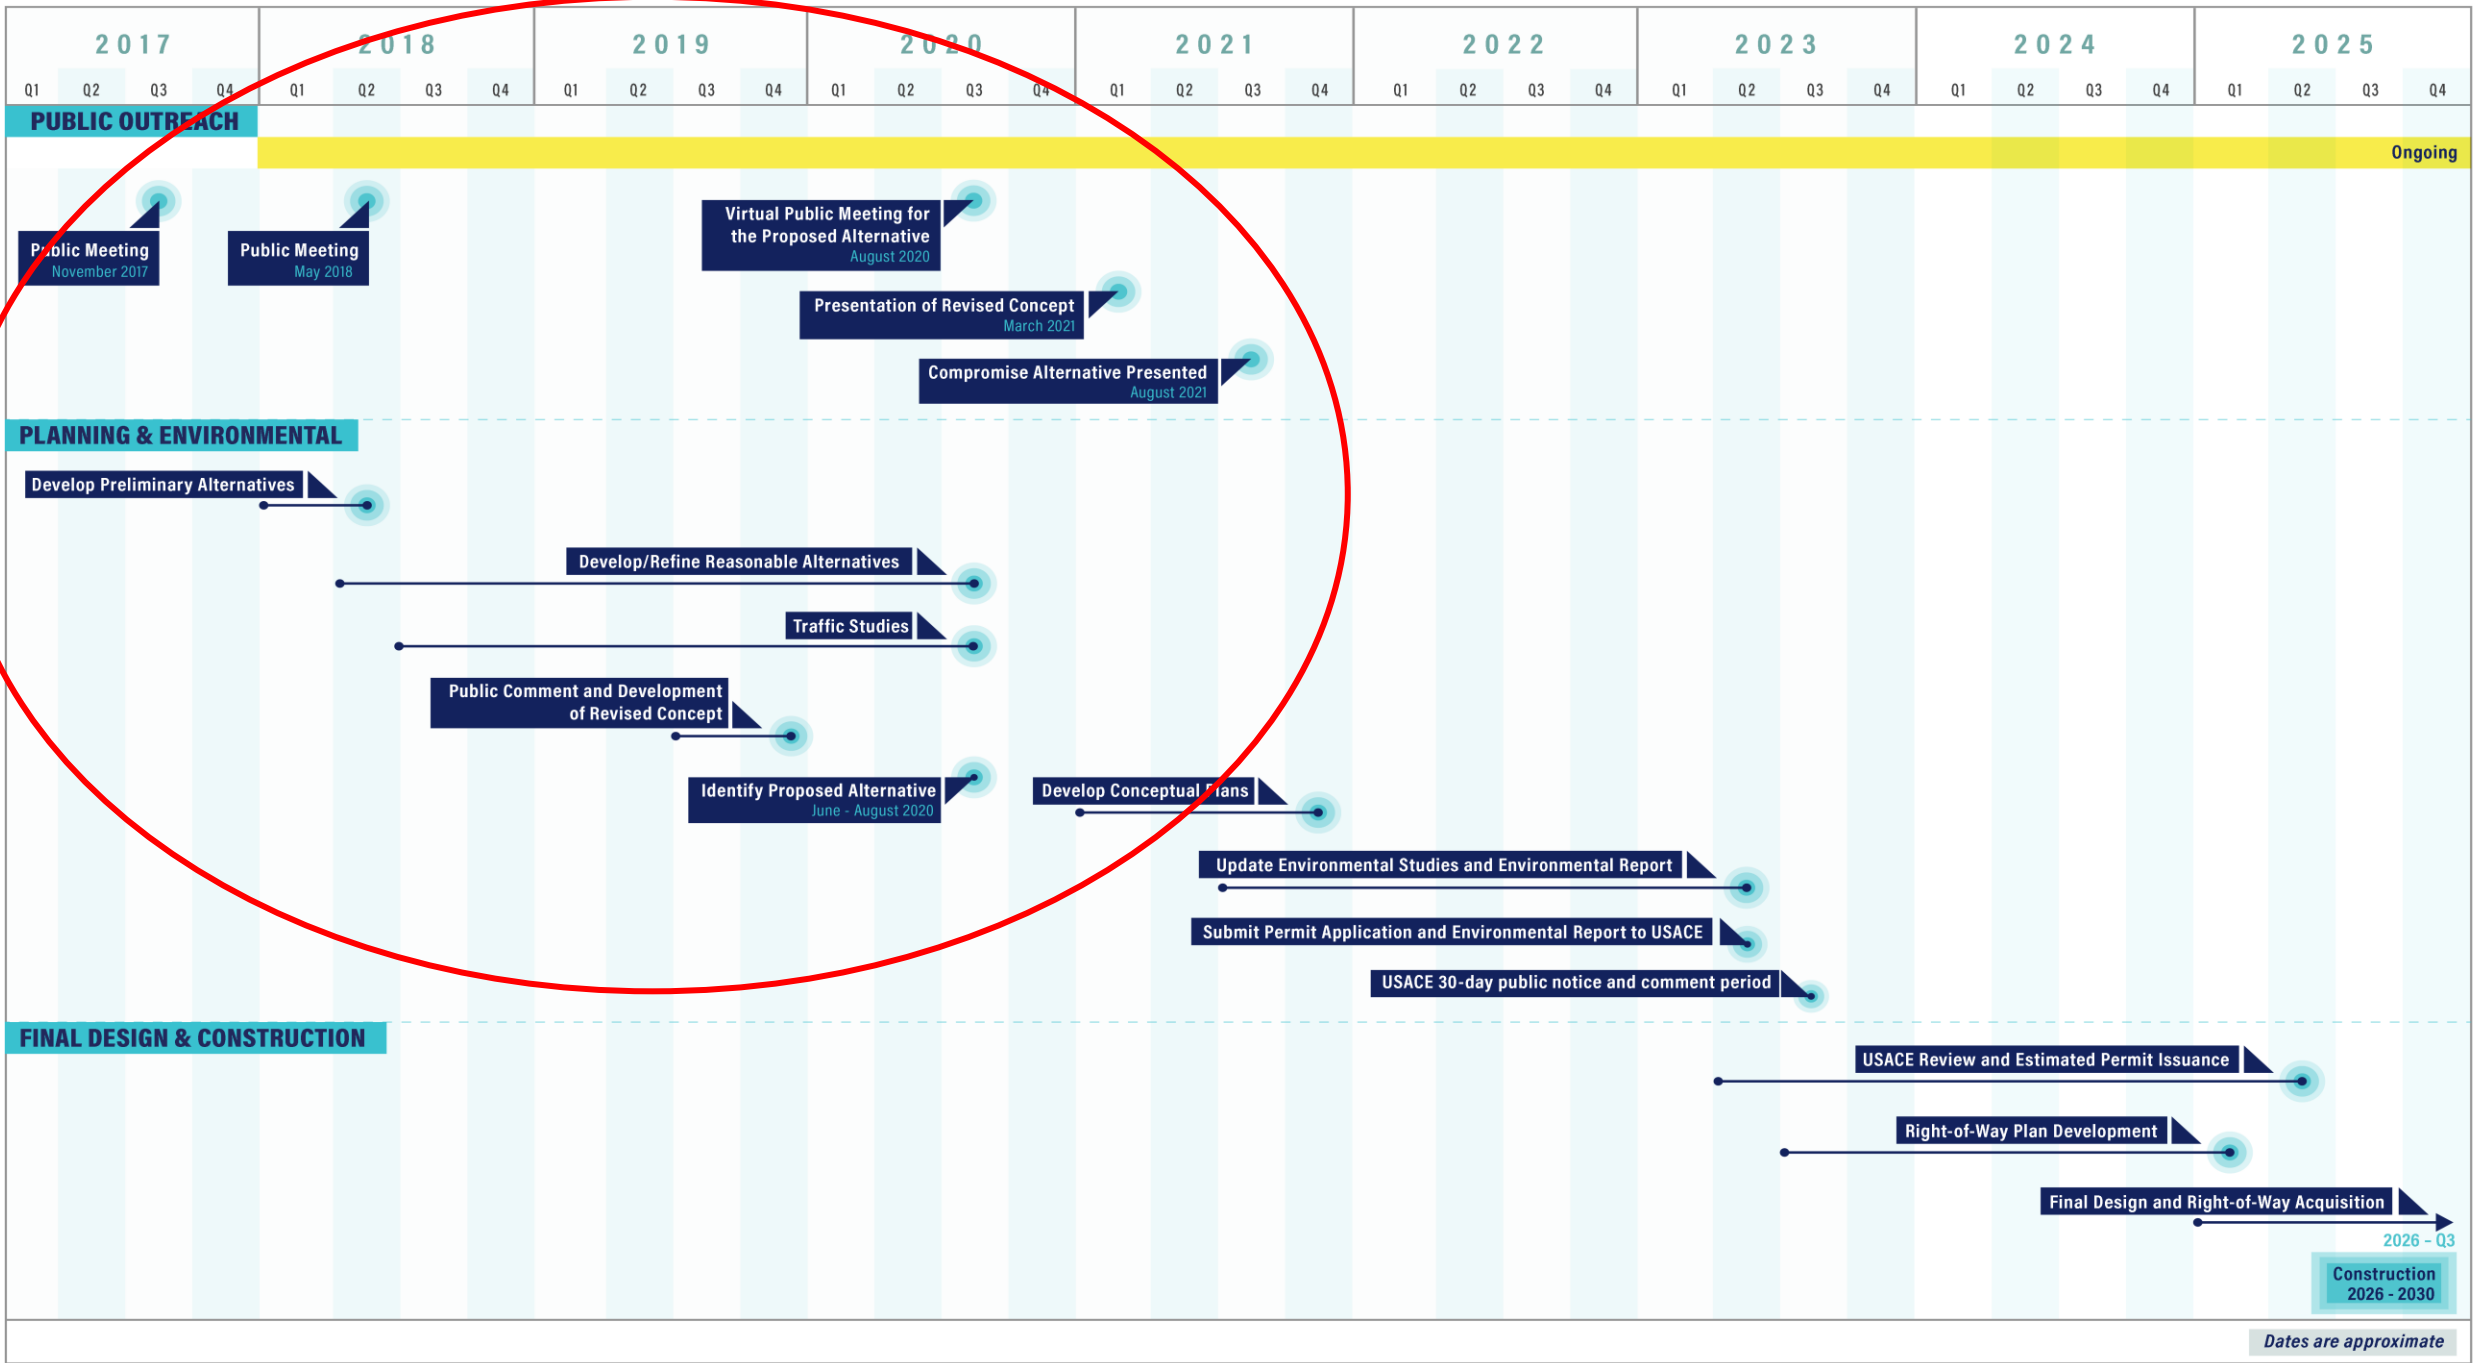 2017 2018 2019 2020 2021 2022 2023 2024 2025
Q1 Q2 Q3 Q4 Q1 Q2 Q3 Q4 Q1 Q2 Q3 Q4 Q1 Q2 Q3 Q4 Q1 Q2 Q3 Q4 Q1 Q2 Q3 Q4 Q1 Q2 Q3 Q4 Q1 Q2 Q3 Q4 Q1 Q2 Q3 Q4
PUBLIC OUTREACH
Ongoing
Public Meeting
November 2017
Public Meeting
May 2018
Virtual Public Meeting for
the Proposed Alternative
August 2020
Presentation of Revised Concept
March 2021
Compromise Alternative Presented
August 2021
PLANNING & ENVIRONMENTAL
Develop Preliminary Alternatives
Develop/Refine Reasonable Alternatives
Traffic Studies
Public Comment and Development
of Revised Concept
Identify Proposed Alternative
June - August 2020
Develop Conceptual Plans
Update Environmental Studies and Environmental Report
Submit Permit Application and Environmental Report to USACE
USACE 30-day public notice and comment period
FINAL DESIGN & CONSTRUCTION
USACE Review and Estimated Permit Issuance
Right-of-Way Plan Development
Final Design and Right-of-Way Acquisition
2026 - Q3
Construction
2026 - 2030
Dates are approximate